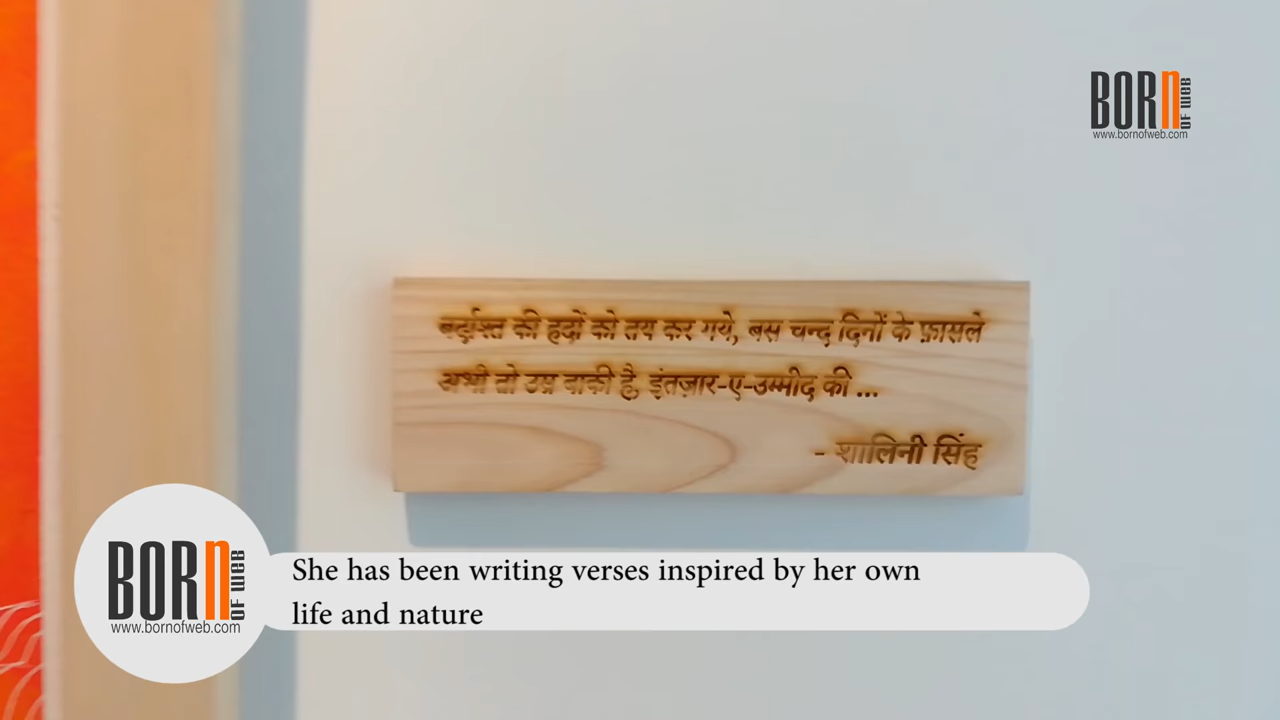 BORn OF WEB
www.bornofweb.com
बर्दाश्त की हदों को तय कर गये, बस चन्द दिनों के फ़ासले
अभी तो उम्र बाकी है, इंतज़ार-ए-उम्मीद की ...
- शालिनी सिंह
BORn OF WEB
www.bornofweb.com
She has been writing verses inspired by her own
life and nature